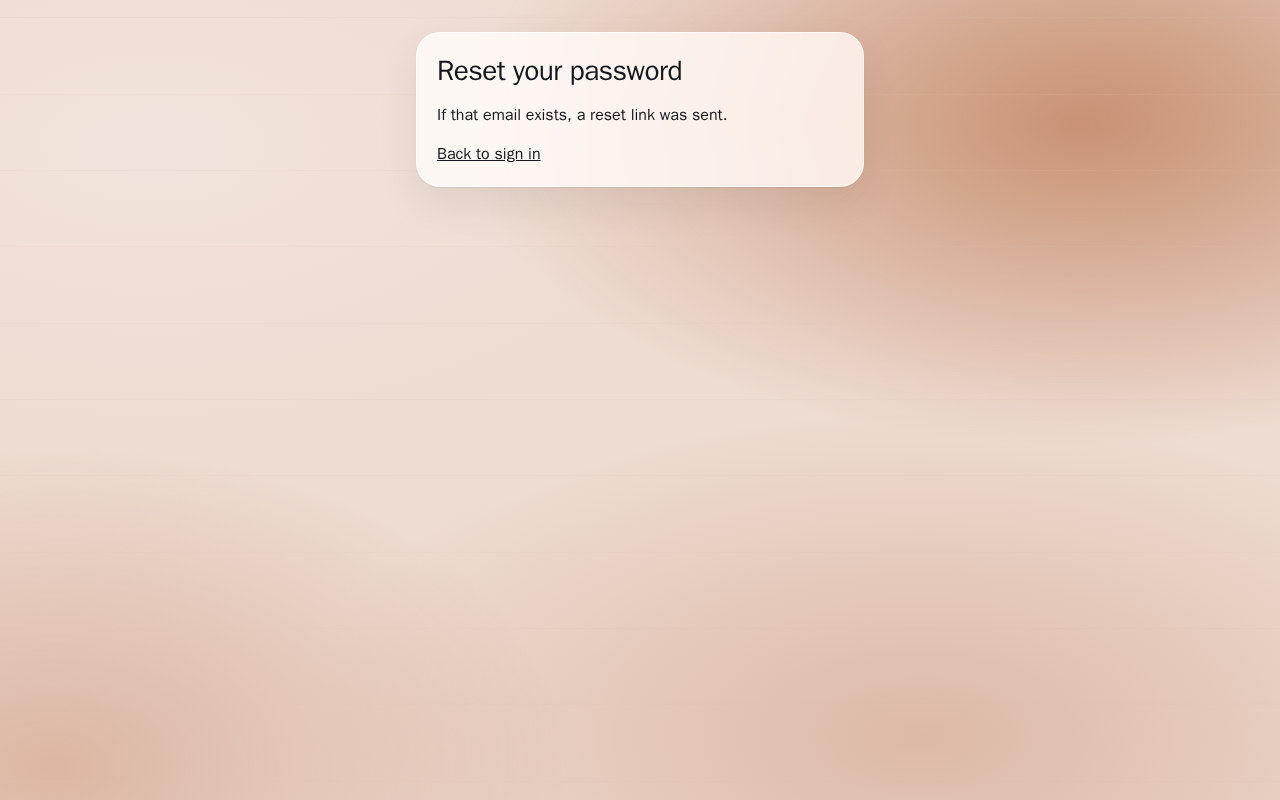 Reset your password
If that email exists, a reset link was sent.
Back to sign in